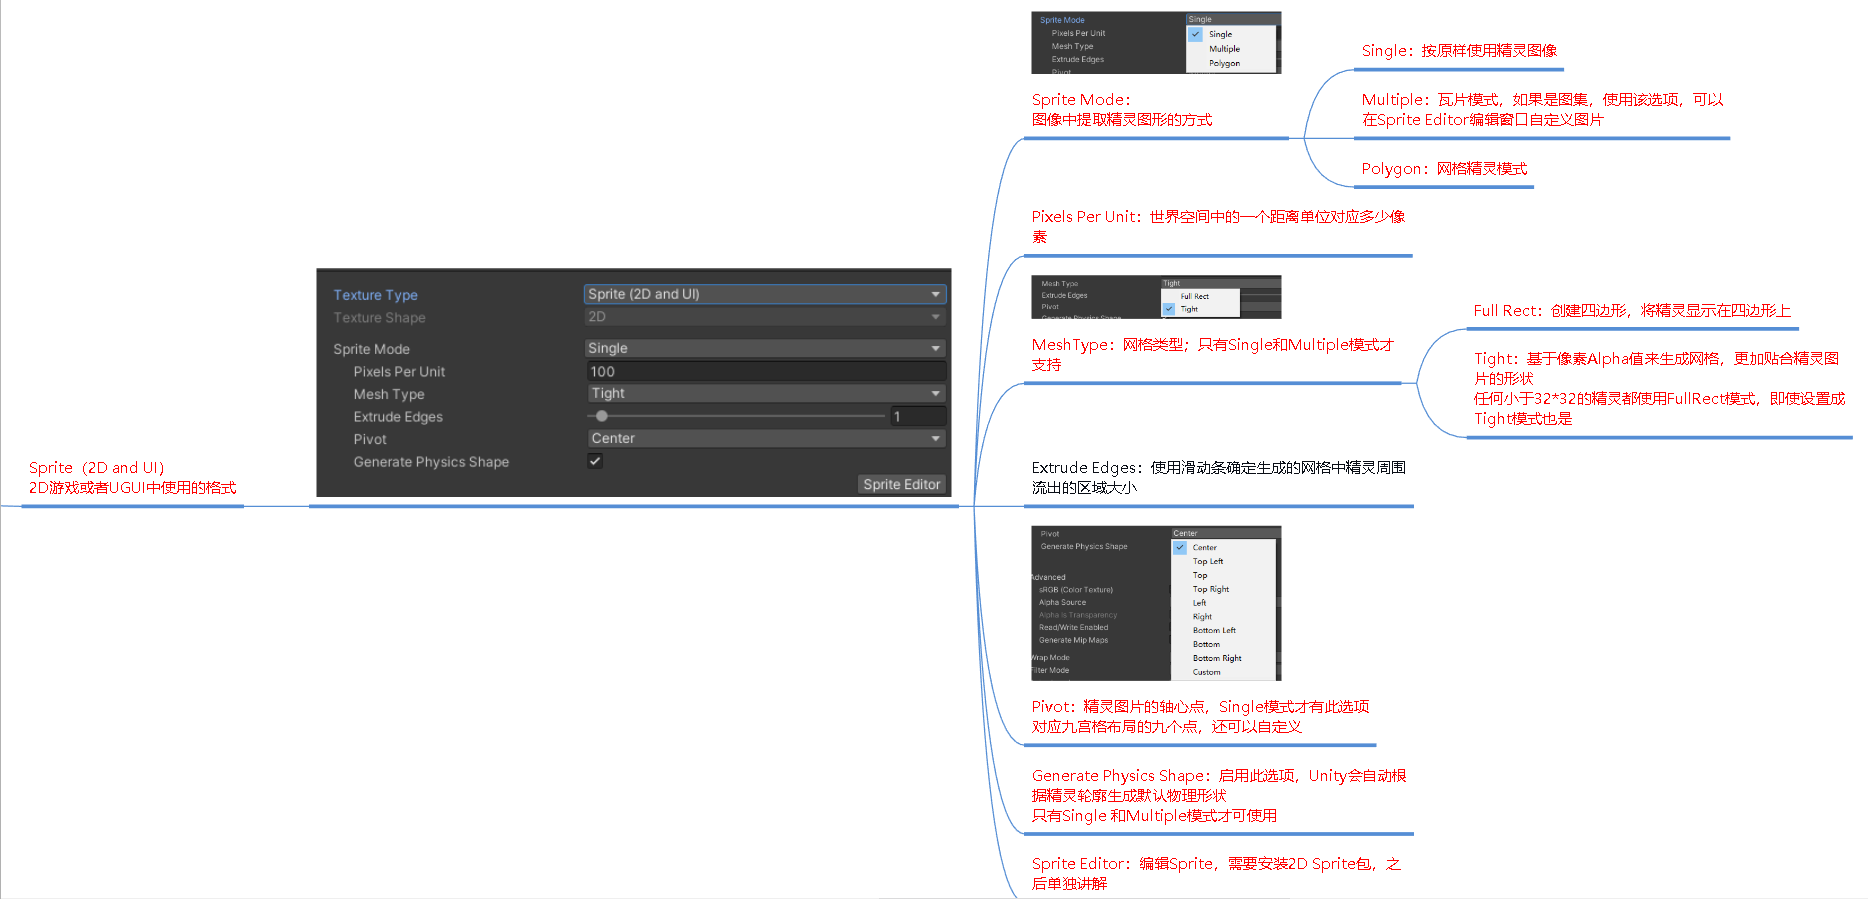 Sprite（2D and UI）
2D游戏或者UGUI中使用的格式
Texture Type
Sprite (2D and UI)
Texture Shape
2D
Sprite Mode
Single
Pixels Per Unit
100
Mesh Type
Tight
Extrude Edges
1
Pivot
Center
Generate Physics Shape
Sprite Editor
Sprite Mode
Single
Pixels Per Unit
Single
Mesh Type
Multiple
Extrude Edges
Polygon
Pivot
Sprite Mode：
图像中提取精灵图形的方式
Single：按原样使用精灵图像
Multiple：瓦片模式，如果是图集，使用该选项，可以
在Sprite Editor编辑窗口自定义图片
Polygon：网格精灵模式
Pixels Per Unit：世界空间中的一个距离单位对应多少像
素
Mesh Type
Tight
Extrude Edges
Full Rect
Pivot
Tight
Generate Physics Shape
MeshType：网格类型；只有Single和Multiple模式才
支持
Full Rect：创建四边形，将精灵显示在四边形上
Tight：基于像素Alpha值来生成网格，更加贴合精灵图
片的形状
任何小于32*32的精灵都使用FullRect模式，即使设置成
Tight模式也是
Extrude Edges：使用滑动条确定生成的网格中精灵周围
流出的区域大小
Pivot
Center
Generate Physics Shape
Center
Top Left
Top
Advanced
Top Right
sRGB (Color Texture)
Left
Alpha Source
Right
Alpha Is Transparency
Bottom Left
Read/Write Enabled
Bottom
Generate Mip Maps
Bottom Right
Wrap Mode
Custom
Filter Mode
Pivot：精灵图片的轴心点，Single模式才有此选项
对应九宫格布局的九个点，还可以自定义
Generate Physics Shape：启用此选项，Unity会自动根
据精灵轮廓生成默认物理形状
只有Single 和Multiple模式才可使用
Sprite Editor：编辑Sprite，需要安装2D Sprite包，之
后单独讲解